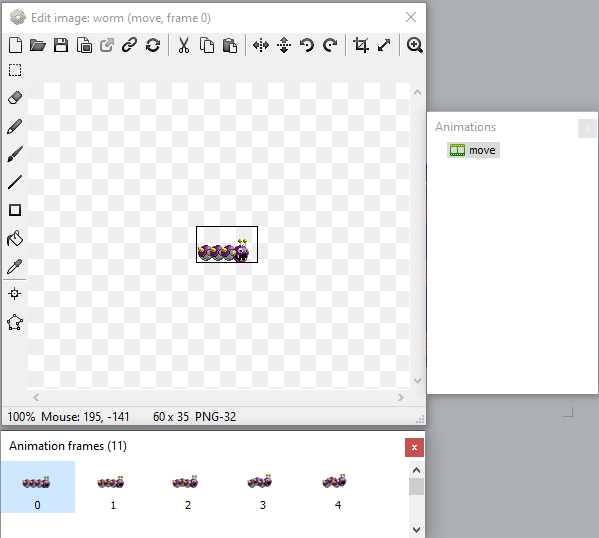 Edit image: worm (move, frame 0)
Animations
move
100% Mouse: 195, -141 60 x 35 PNG-32
Animation frames (11)
0 1 2 3 4